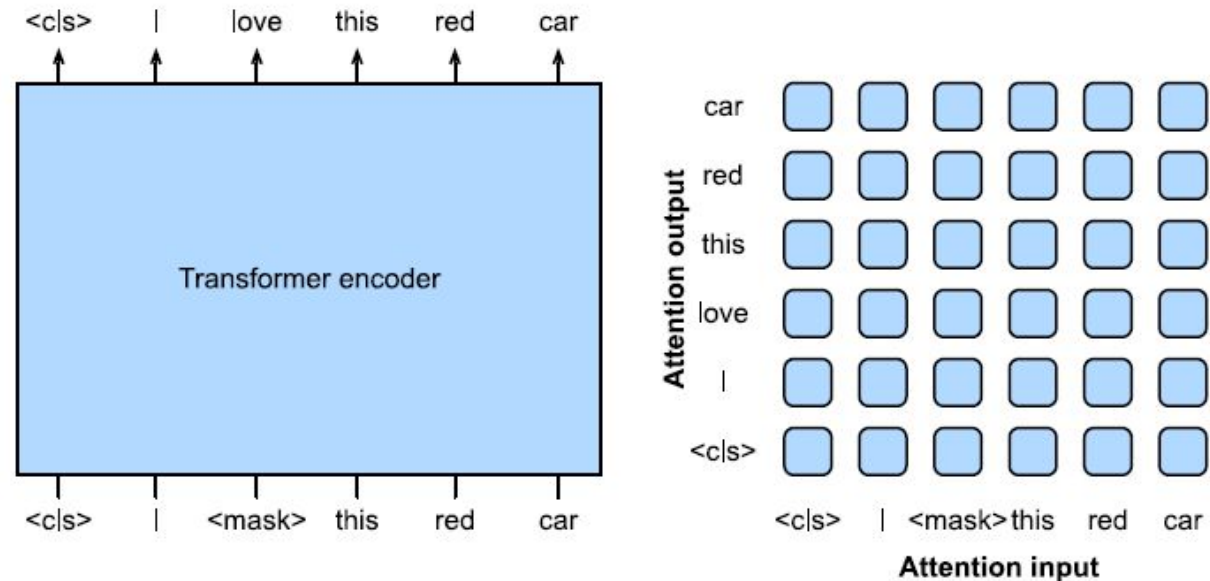 <cls> I love this red car
Transformer encoder
<cls> I <mask> this red car
Attention output
car
red
this
love
I
<cls>
<cls> I <mask> this red car
Attention input